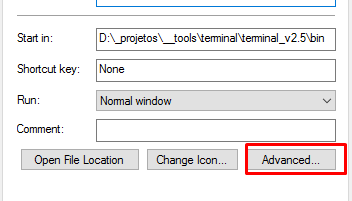 Start in: D:\_projetos\__tools\terminal\terminal_v2.5\bin
Shortcut key: None
Run: Normal window
Comment:
Open File Location Change Icon... Advanced...